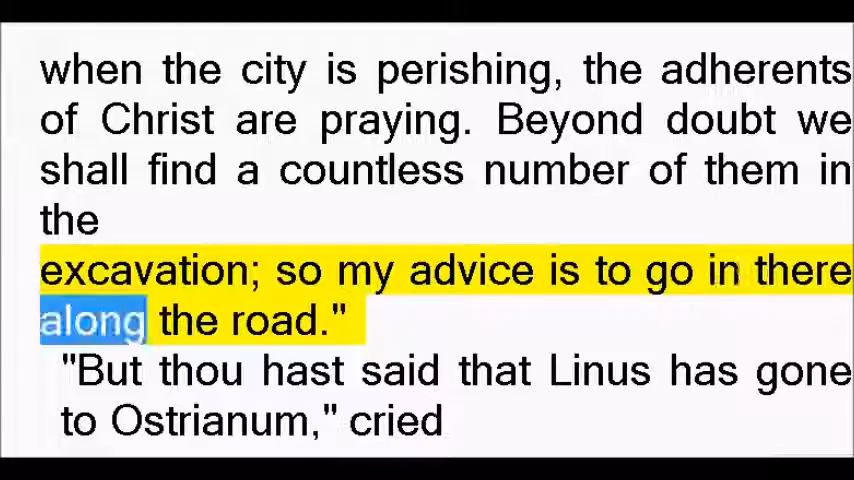 when the city is perishing, the adherents
of Christ are praying. Beyond doubt we
shall find a countless number of them in
the
excavation; so my advice is to go in there
along the road."
"But thou hast said that Linus has gone
to Ostrianum," cried